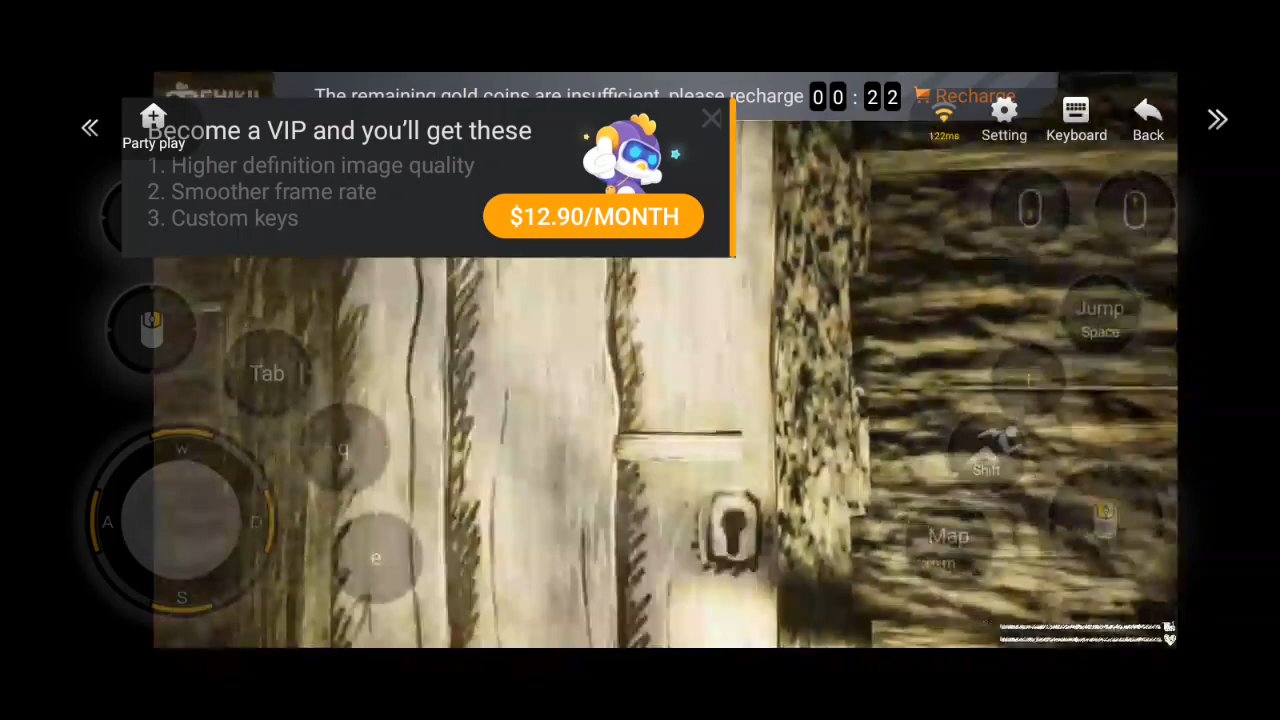 The remaining gold coins are insufficient, please recharge 00:22 Recharge
Become a VIP and you'll get these
Party play
1. Higher definition image quality
2. Smoother frame rate
3. Custom keys
$12.90/MONTH
122ms
Setting
Keyboard
Back
Jump
Space
Tab
i
q
Shift
W
A
D
S
e
Map
m